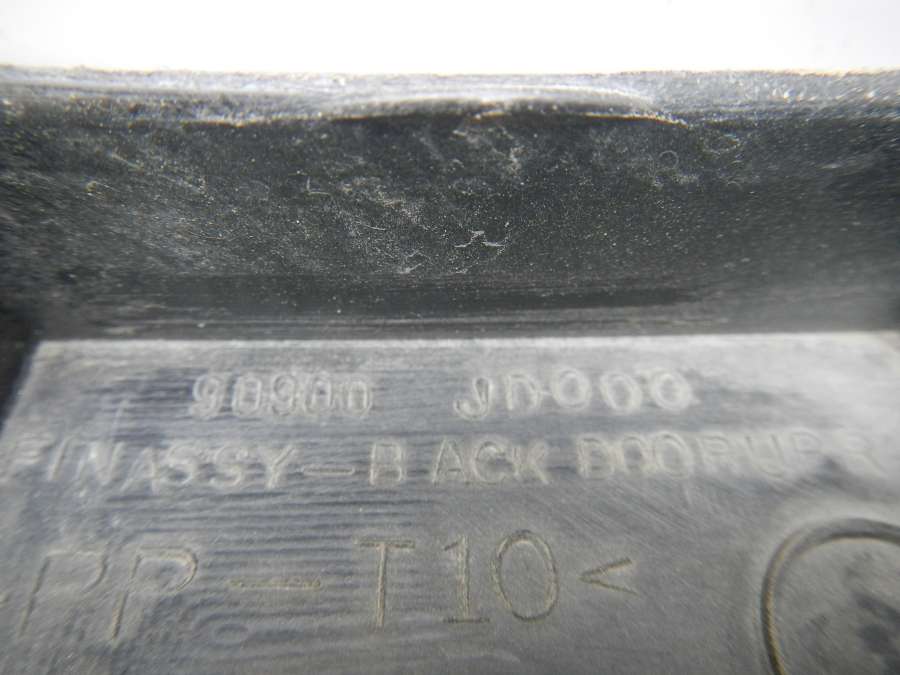 90900 JD000
FIN ASSY-BACK DOOR UPR
>PP-T10<